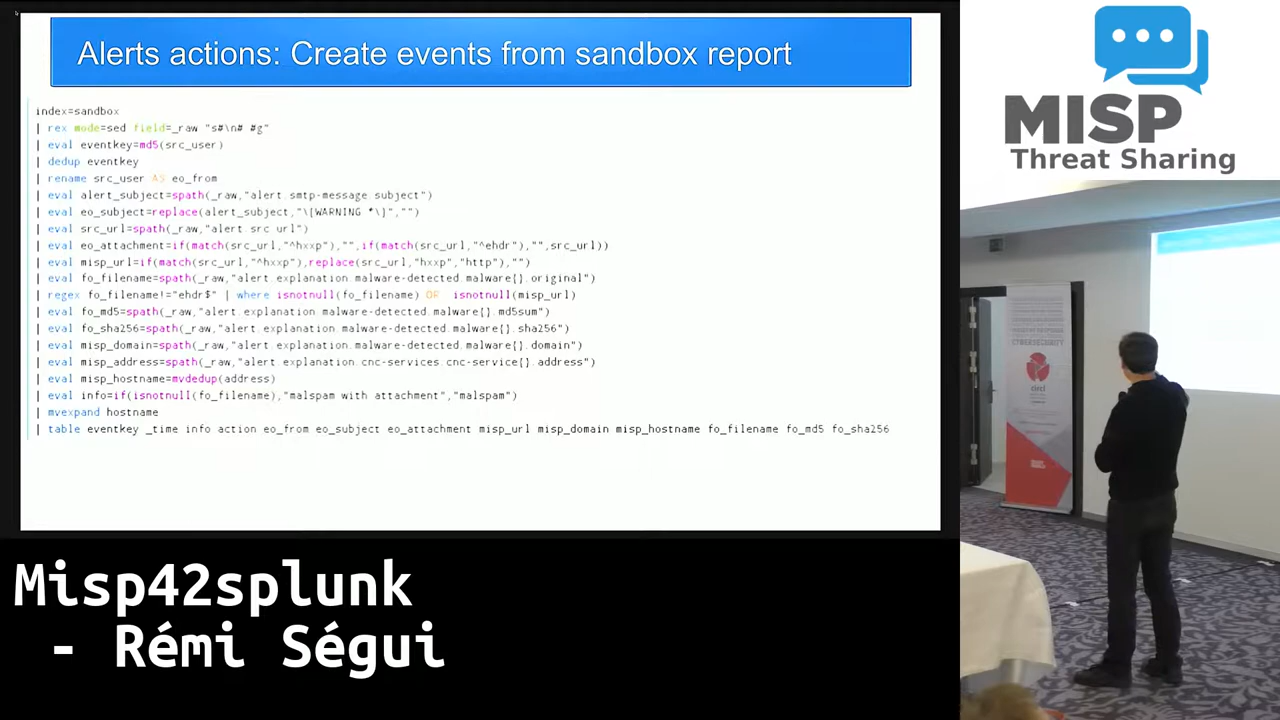 Alerts actions: Create events from sandbox report
index=sandbox
| rex mode=sed field=_raw "s#\n# #g"
| eval eventkey=md5(src_user)
| dedup eventkey
| rename src_user AS eo_from
| eval alert_subject=spath(_raw,"alert.smtp-message.subject")
| eval eo_subject=replace(alert_subject,"\[WARNING *\]","")
| eval src_url=spath(_raw,"alert.src.url")
| eval eo_attachment=if(match(src_url,"^hxxp"),"",if(match(src_url,"^ehdr"),"",src_url))
| eval misp_url=if(match(src_url,"^hxxp"),replace(src_url,"hxxp","http"),"")
| eval fo_filename=spath(_raw,"alert.explanation.malware-detected.malware{}.original")
| regex fo_filename!="ehdr$" | where isnotnull(fo_filename) OR isnotnull(misp_url)
| eval fo_md5=spath(_raw,"alert.explanation.malware-detected.malware{}.md5sum")
| eval fo_sha256=spath(_raw,"alert.explanation.malware-detected.malware{}.sha256")
| eval misp_domain=spath(_raw,"alert.explanation.malware-detected.malware{}.domain")
| eval misp_address=spath(_raw,"alert.explanation.cnc-services.cnc-service{}.address")
| eval misp_hostname=mvdedup(address)
| eval info=if(isnotnull(fo_filename),"malspam with attachment","malspam")
| mvexpand hostname
| table eventkey _time info action eo_from eo_subject eo_attachment misp_url misp_domain misp_hostname fo_filename fo_md5 fo_sha256
MISP
Threat Sharing
CYBERSECURITY
circl
Misp42splunk
- Rémi Ségui